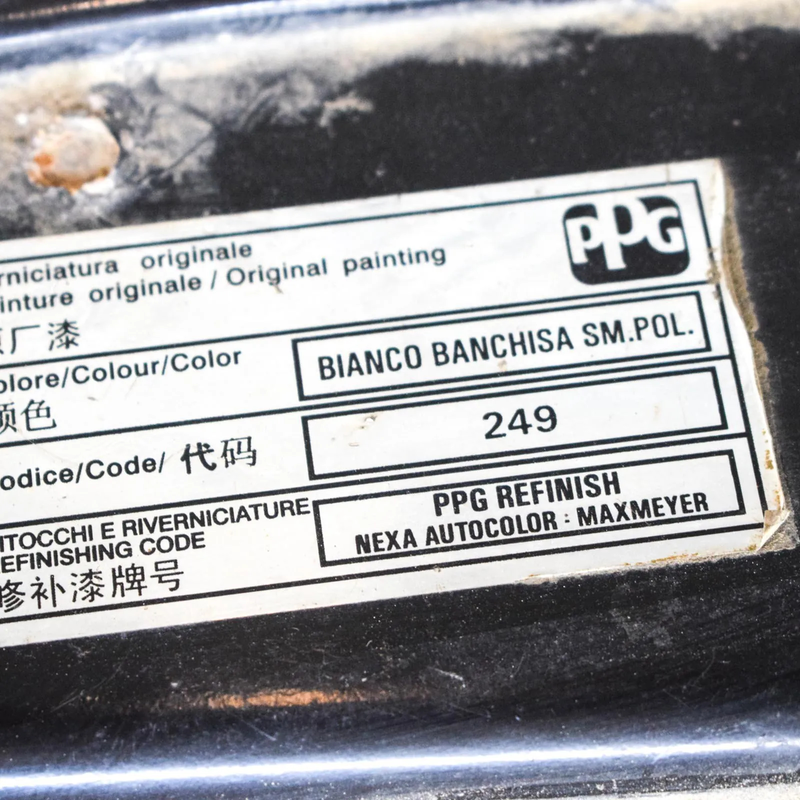 rniciatura originale
inture originale / Original painting
PPG
厂漆
olore/Colour/Color
BIANCO BANCHISA SM.POL.
颜色
odice/Code/ 代码
249
ITOCCHI E RIVERNICIATURE
EFINISHING CODE
PPG REFINISH
NEXA AUTOCOLOR : MAXMEYER
修补漆牌号